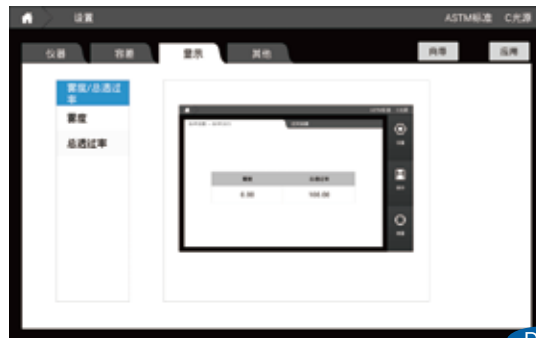 设置
ASTM标准 C光源
仪器 容差 显示 其他
向导 应用
雾度/总透过
率
雾度
总透过率
雾度 总透过率
0.00 100.00